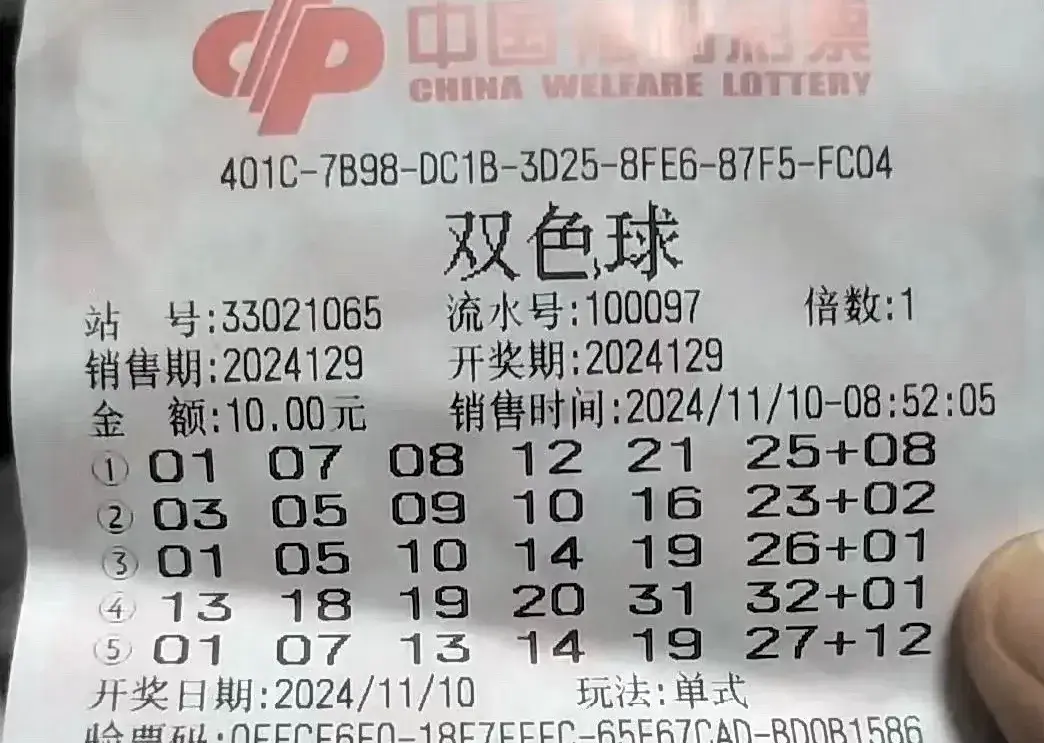 中国福利彩票
CHINA WELFARE LOTTERY
401C-7B98-DC1B-3D25-8FE6-87F5-FC04
双色球
站 号:33021065 流水号:100097 倍数:1
销售期:2024129 开奖期:2024129
金 额:10.00元 销售时间:2024/11/10-08:52:05
① 01 07 08 12 21 25+08
② 03 05 09 10 16 23+02
③ 01 05 10 14 19 26+01
④ 13 18 19 20 31 32+01
⑤ 01 07 13 14 19 27+12
开奖日期:2024/11/10 玩法:单式
验票码: